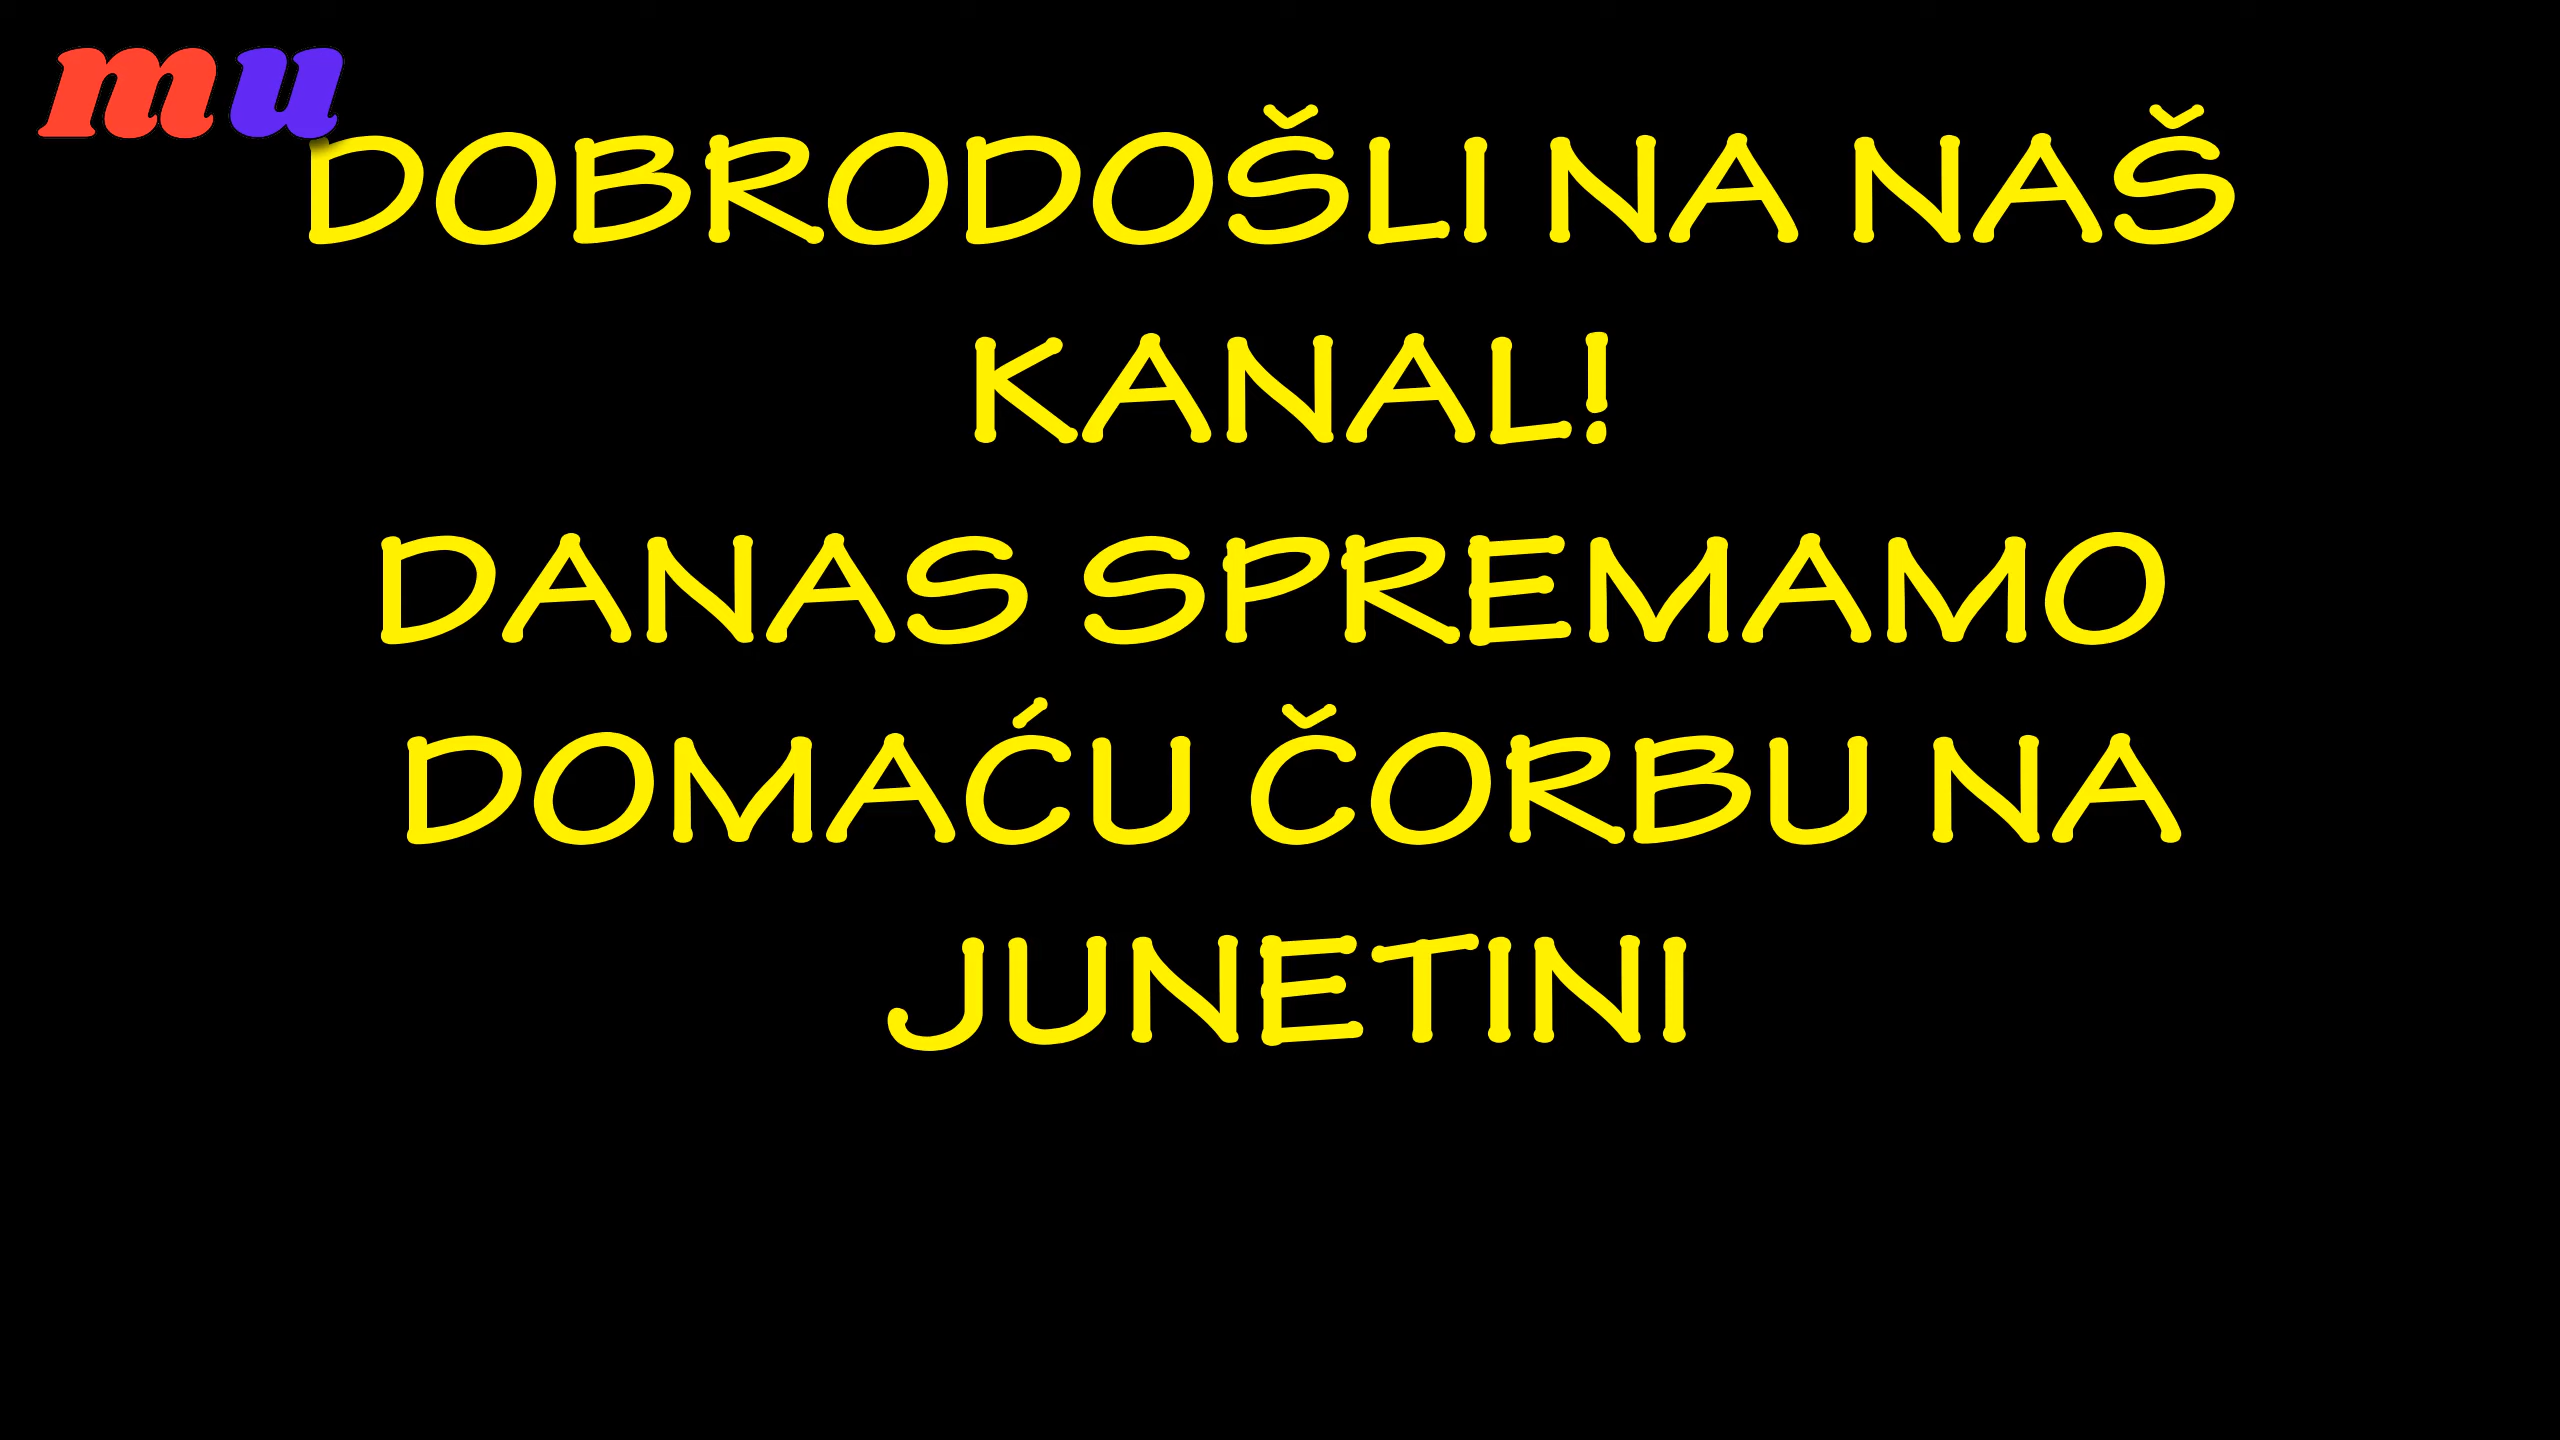 mu
DOBRODOŠLI NA NAŠ
KANAL!
DANAS SPREMAMO
DOMAĆU ČORBU NA
JUNETINI